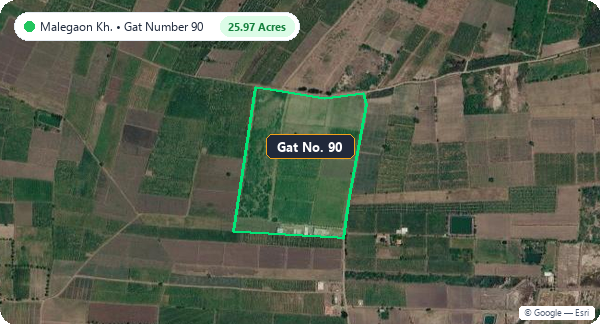 Malegaon Kh. • Gat Number 90 25.97 Acres
Gat No. 90
© Google — Esri